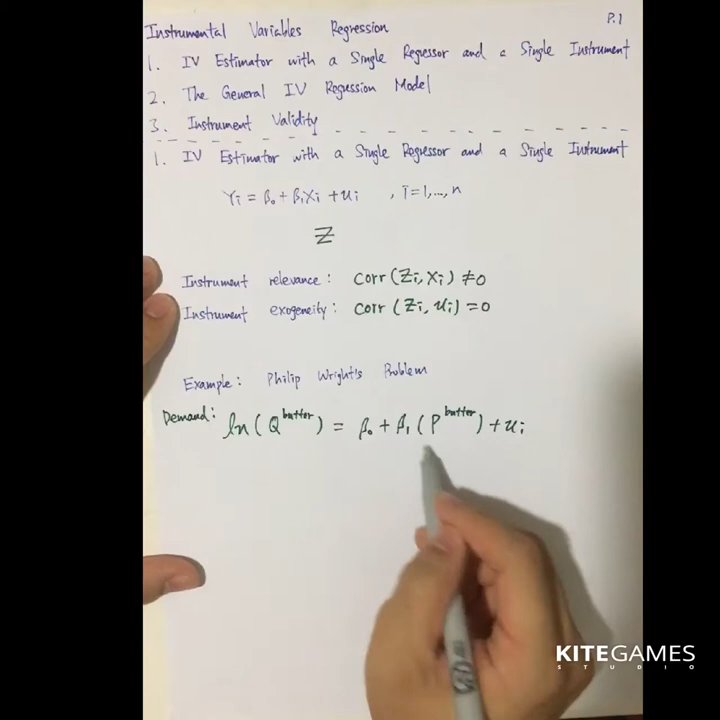 P.1
Instrumental Variables Regression
1. IV Estimator with a Single Regressor and a Single Instrument
2. The General IV Regression Model
3. Instrument Validity
1. IV Estimator with a Single Regressor and a Single Instrument
Yi = β₀ + β₁Xi + ui , i=1,...,n
Z
Instrument relevance: corr(Zi, Xi) ≠ 0
Instrument exogeneity: corr(Zi, ui) = 0
Example: Philip Wright's Problem
Demand: ln(Q^butter) = β₀ + β₁(P^butter) + ui
KITEGAMES
STUDIO